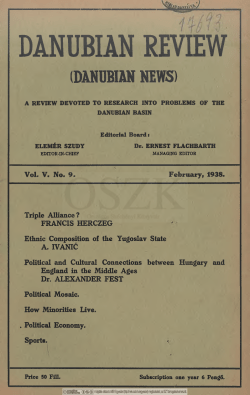 17693
DANUBIAN REVIEW
(DANUBIAN NEWS)
A REVIEW DEVOTED TO RESEARCH INTO PROBLEMS OF THE
DANUBIAN BASIN
Editorial Board:
ELEMÉR SZUDY
EDITOR-IN-CHIEF
Dr. ERNEST FLACHBARTH
MANAGING EDITOR
Vol. V. No. 9.
February, 1938.
OSZK
Triple Alliance?
FRANCIS HERCZEG
Ethnic Composition of the Yugoslav State
A. IVANIĆ
Political and Cultural Connections between Hungary and
England in the Middle Ages
Dr. ALEXANDER FEST
Political Mosaic.
How Minorities Live.
Political Economy.
Sports.
Price 50 Fill.
Subscription one year 6 Pengő.